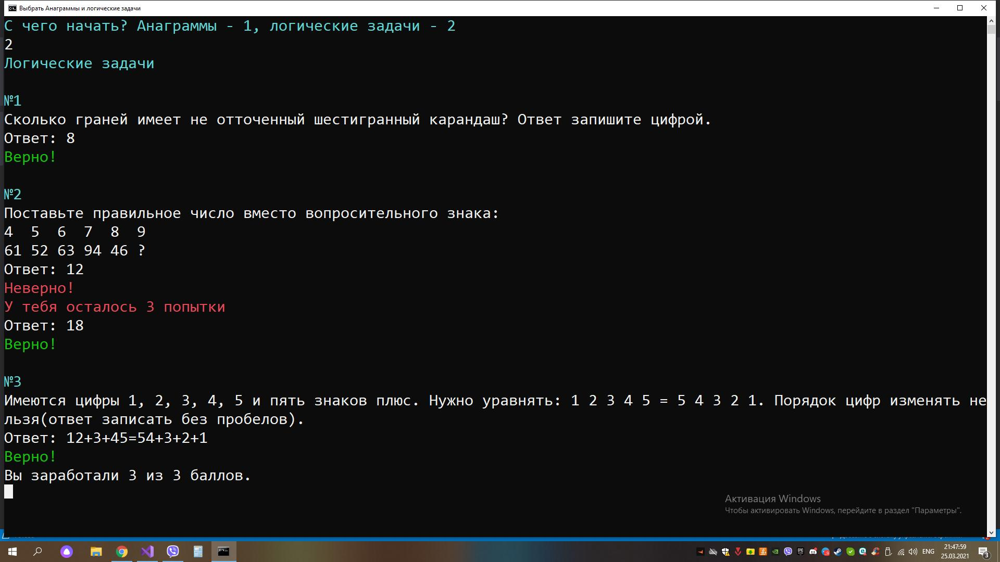 Выбрать Анаграммы и логические задачи
С чего начать? Анаграммы - 1, логические задачи - 2
2
Логические задачи
№1
Сколько граней имеет не отточенный шестигранный карандаш? Ответ запишите цифрой.
Ответ: 8
Верно!
№2
Поставьте правильное число вместо вопросительного знака:
4 5 6 7 8 9
61 52 63 94 46 ?
Ответ: 12
Неверно!
У тебя осталось 3 попытки
Ответ: 18
Верно!
№3
Имеются цифры 1, 2, 3, 4, 5 и пять знаков плюс. Нужно уравнять: 1 2 3 4 5 = 5 4 3 2 1. Порядок цифр изменять не
льзя(ответ записать без пробелов).
Ответ: 12+3+45=54+3+2+1
Верно!
Вы заработали 3 из 3 баллов.
Активация Windows
Чтобы активировать Windows, перейдите в раздел "Параметры".
ENG
21:47:59
25.03.2021
3